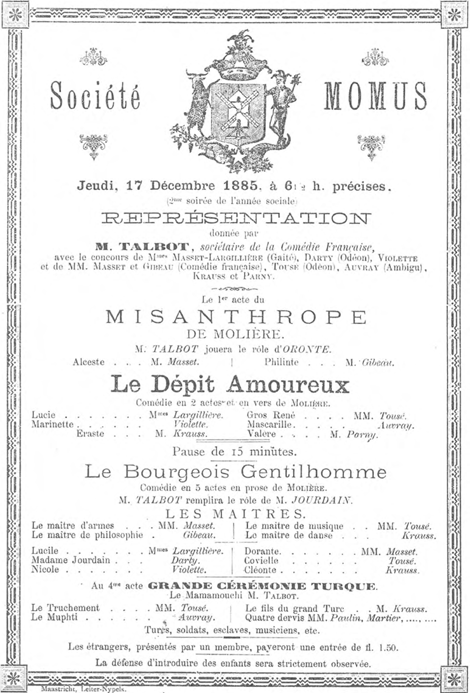 Société MOMUS
Jeudi, 17 Décembre 1885. à 6 1/2 h. précises.
(2me soirée de l'année sociale)
REPRÉSENTATION
donnée par
M. TALBOT, sociétaire de la Comédie Française,
avec le concours de Mmes MASSET-LARGILLIÈRE (Gaité), DARTY (Odéon), VIOLETTE
et de MM. MASSET et GIBEAU (Comédie française), TOUSÉ (Odéon), AUVRAY (Ambigu),
KRAUSS et PARNY.
Le 1er acte du
MISANTHROPE
DE MOLIÈRE.
M. TALBOT jouera le rôle d'ORONTE.
Alceste . . . M. Masset. Philinte . . . M. Gibeau.
Le Dépit Amoureux
Comédie en 2 actes et en vers de MOLIÈRE.
Lucie . . . . . . . Mmes Largillière. Gros René . . . . . MM. Tousé.
Marinette . . . . . . . Violette. Mascarille . . . . . Auvray.
Eraste . . . M. Krauss. Valère . . . . M. Parny.
Pause de 15 minutes.
Le Bourgeois Gentilhomme
Comédie en 5 actes en prose de MOLIÈRE.
M. TALBOT remplira le rôle de M. JOURDAIN.
LES MAITRES.
Le maître d'armes . . . MM. Masset. Le maître de musique . . MM. Tousé.
Le maître de philosophie . Gibeau. Le maître de danse . . . Krauss.
Lucile . . . . . . . Mmes Largillière. Dorante . . . . . . MM. Masset.
Madame Jourdain . . . Darty. Covielle . . . . . . Tousé.
Nicole . . . . . . . Violette. Cléonte . . . . . . Krauss.
Au 4me acte GRANDE CÉRÉMONIE TURQUE.
Le Mamamouchi M. TALBOT.
Le Truchement . . . MM. Tousé. Le fils du grand Turc . . M. Krauss.
Le Muphti . . . . . Auvray. Quatre dervis MM. Paulin, Martier, ....., ....
Turcs, soldats, esclaves, musiciens, etc.
Les étrangers, présentés par un membre, payeront une entrée de fl. 1.50.
La défense d'introduire des enfants sera strictement observée.
Maastricht, Leiter-Nypels.